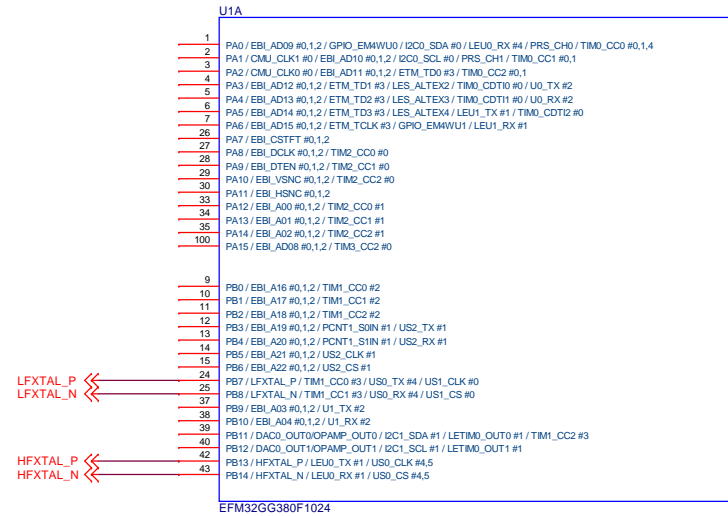 U1A
1 PA0 / EBI_AD09 #0,1,2 / GPIO_EM4WU0 / I2C0_SDA #0 / LEU0_RX #4 / PRS_CH0 / TIM0_CC0 #0,1,4
2 PA1 / CMU_CLK1 #0 / EBI_AD10 #0,1,2 / I2C0_SCL #0 / PRS_CH1 / TIM0_CC1 #0,1
3 PA2 / CMU_CLK0 #0 / EBI_AD11 #0,1,2 / ETM_TD0 #3 / TIM0_CC2 #0,1
4 PA3 / EBI_AD12 #0,1,2 / ETM_TD1 #3 / LES_ALTEX2 / TIM0_CDTI0 #0 / U0_TX #2
5 PA4 / EBI_AD13 #0,1,2 / ETM_TD2 #3 / LES_ALTEX3 / TIM0_CDTI1 #0 / U0_RX #2
6 PA5 / EBI_AD14 #0,1,2 / ETM_TD3 #3 / LES_ALTEX4 / LEU1_TX #1 / TIM0_CDTI2 #0
7 PA6 / EBI_AD15 #0,1,2 / ETM_TCLK #3 / GPIO_EM4WU1 / LEU1_RX #1
26 PA7 / EBI_CSTFT #0,1,2
27 PA8 / EBI_DCLK #0,1,2 / TIM2_CC0 #0
28 PA9 / EBI_DTEN #0,1,2 / TIM2_CC1 #0
29 PA10 / EBI_VSNC #0,1,2 / TIM2_CC2 #0
30 PA11 / EBI_HSNC #0,1,2
33 PA12 / EBI_A00 #0,1,2 / TIM2_CC0 #1
34 PA13 / EBI_A01 #0,1,2 / TIM2_CC1 #1
35 PA14 / EBI_A02 #0,1,2 / TIM2_CC2 #1
100 PA15 / EBI_AD08 #0,1,2 / TIM3_CC2 #0
9 PB0 / EBI_A16 #0,1,2 / TIM1_CC0 #2
10 PB1 / EBI_A17 #0,1,2 / TIM1_CC1 #2
11 PB2 / EBI_A18 #0,1,2 / TIM1_CC2 #2
12 PB3 / EBI_A19 #0,1,2 / PCNT1_S0IN #1 / US2_TX #1
13 PB4 / EBI_A20 #0,1,2 / PCNT1_S1IN #1 / US2_RX #1
14 PB5 / EBI_A21 #0,1,2 / US2_CLK #1
15 PB6 / EBI_A22 #0,1,2 / US2_CS #1
LFXTAL_P 24 PB7 / LFXTAL_P / TIM1_CC0 #3 / US0_TX #4 / US1_CLK #0
LFXTAL_N 25 PB8 / LFXTAL_N / TIM1_CC1 #3 / US0_RX #4 / US1_CS #0
37 PB9 / EBI_A03 #0,1,2 / U1_TX #2
38 PB10 / EBI_A04 #0,1,2 / U1_RX #2
39 PB11 / DAC0_OUT0/OPAMP_OUT0 / I2C1_SDA #1 / LETIM0_OUT0 #1 / TIM1_CC2 #3
40 PB12 / DAC0_OUT1/OPAMP_OUT1 / I2C1_SCL #1 / LETIM0_OUT1 #1
HFXTAL_P 42 PB13 / HFXTAL_P / LEU0_TX #1 / US0_CLK #4,5
HFXTAL_N 43 PB14 / HFXTAL_N / LEU0_RX #1 / US0_CS #4,5
EFM32GG380F1024